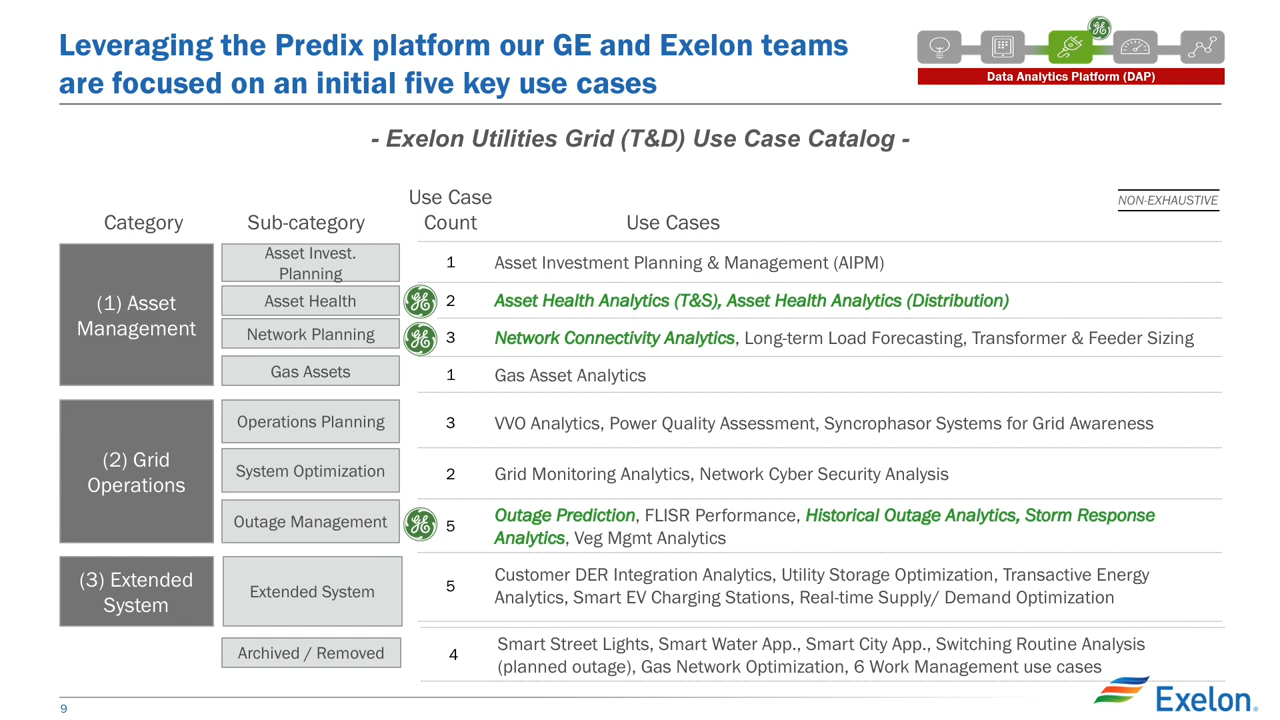 Leveraging the Predix platform our GE and Exelon teams
are focused on an initial five key use cases
Data Analytics Platform (DAP)
- Exelon Utilities Grid (T&D) Use Case Catalog -
NON-EXHAUSTIVE
Category
Sub-category
Use Case
Count
Use Cases
(1) Asset
Management
Asset Invest.
Planning
1
Asset Investment Planning & Management (AIPM)
Asset Health
GE
2
Asset Health Analytics (T&S), Asset Health Analytics (Distribution)
Network Planning
GE
3
Network Connectivity Analytics, Long-term Load Forecasting, Transformer & Feeder Sizing
Gas Assets
1
Gas Asset Analytics
(2) Grid
Operations
Operations Planning
3
VVO Analytics, Power Quality Assessment, Syncrophasor Systems for Grid Awareness
System Optimization
2
Grid Monitoring Analytics, Network Cyber Security Analysis
Outage Management
GE
5
Outage Prediction, FLISR Performance, Historical Outage Analytics, Storm Response
Analytics, Veg Mgmt Analytics
(3) Extended
System
Extended System
5
Customer DER Integration Analytics, Utility Storage Optimization, Transactive Energy
Analytics, Smart EV Charging Stations, Real-time Supply/ Demand Optimization
Archived / Removed
4
Smart Street Lights, Smart Water App., Smart City App., Switching Routine Analysis
(planned outage), Gas Network Optimization, 6 Work Management use cases
9
Exelon